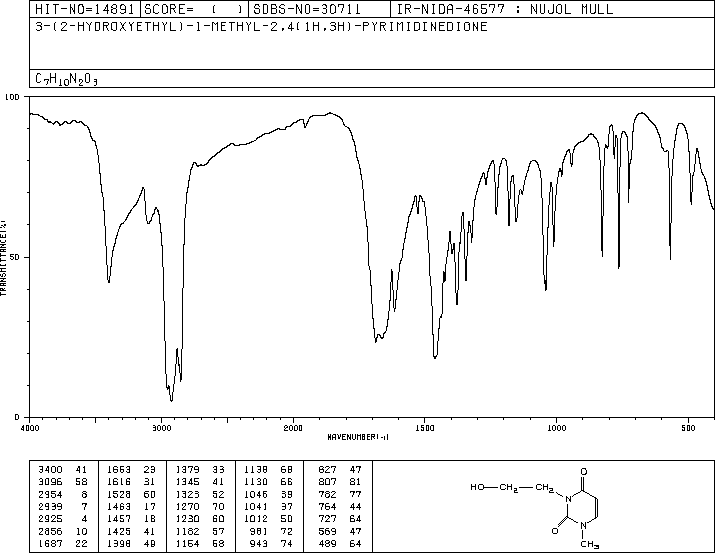 HIT-NO=14891 SCORE= ( ) SDBS-NO=30711 IR-NIDA-46577 : NUJOL MULL
3-(2-HYDROXYETHYL)-1-METHYL-2,4(1H,3H)-PYRIMIDINEDIONE
C7H10N2O3
100
50
0
TRANSMITTANCE(%)
4000 3000 2000 1500 1000 500
WAVENUMBER(-1)
3400 41 1663 23 1379 33 1138 68 827 47
3096 58 1616 31 1345 41 1130 66 807 81
2954 8 1528 60 1323 52 1046 39 782 77
2939 7 1463 17 1270 70 1041 37 764 44
2925 4 1457 18 1230 60 1012 50 727 64
2856 10 1425 41 1182 57 981 72 569 47
1687 22 1398 49 1154 58 943 74 489 64
O
HO CH2 CH2 N
O N
CH3